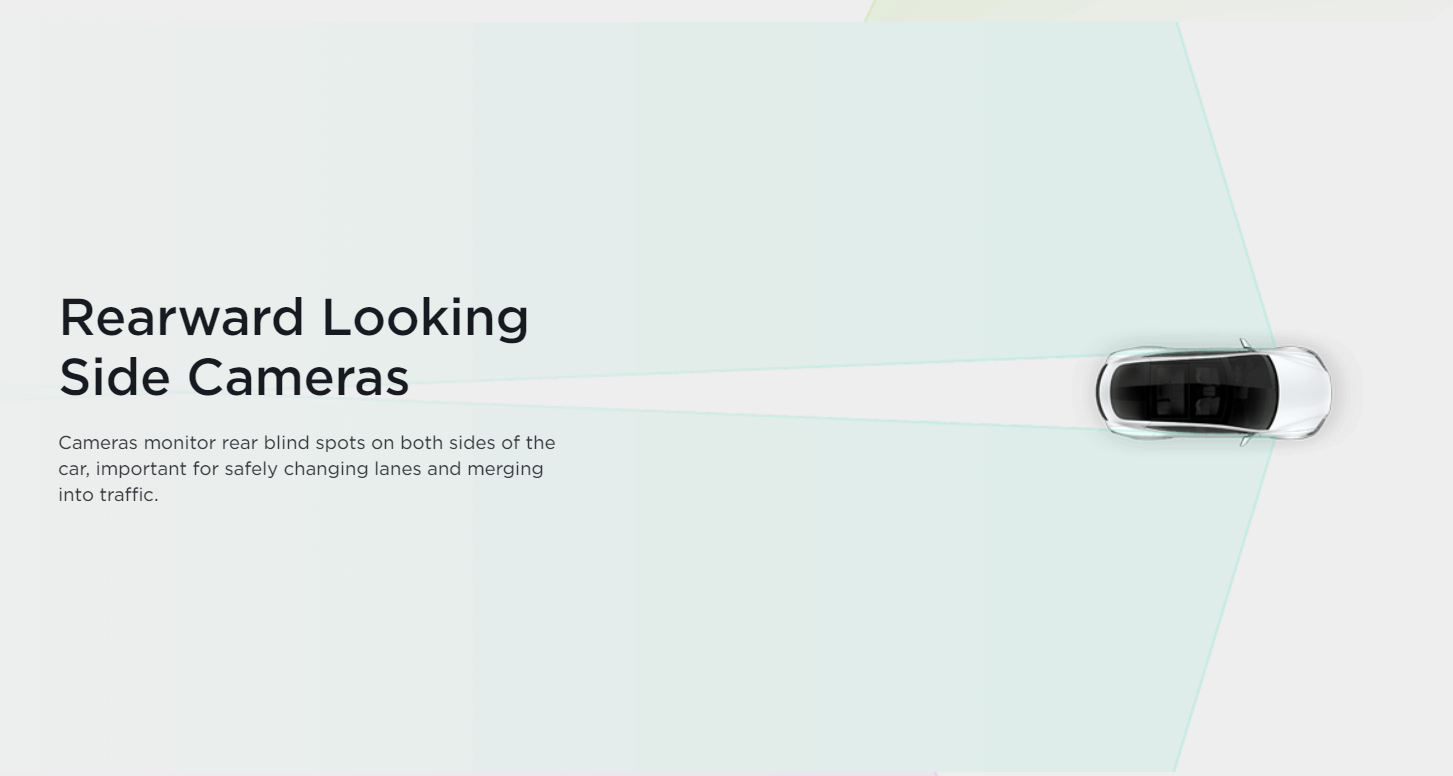 Rearward Looking
Side Cameras
Cameras monitor rear blind spots on both sides of the
car, important for safely changing lanes and merging
into traffic.